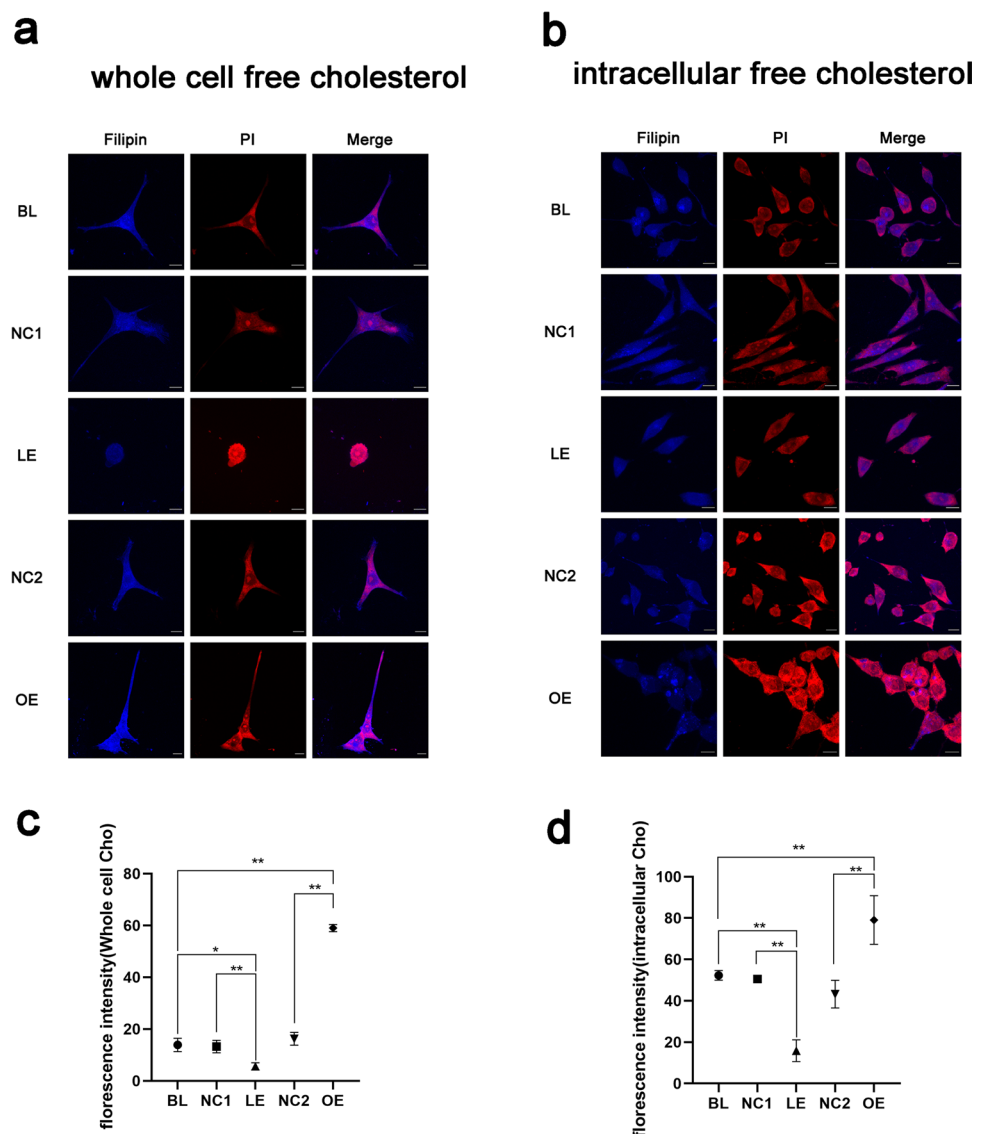 a
whole cell free cholesterol
Filipin PI Merge
BL
NC1
LE
NC2
OE
b
intracellular free cholesterol
Filipin PI Merge
BL
NC1
LE
NC2
OE
c
florescence intensity(Whole cell Cho)
80
60
40
20
0
**
**
*
**
BL NC1 LE NC2 OE
d
florescence intensity(intracellular Cho)
100
80
60
40
20
0
**
**
**
**
BL NC1 LE NC2 OE